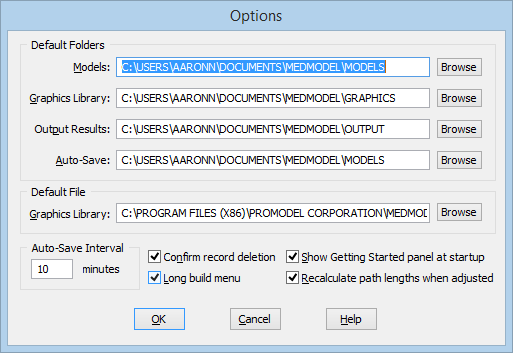 Options
Default Folders
Models: C:\USERS\AARONN\DOCUMENTS\MEDMODEL\MODELS Browse
Graphics Library: C:\USERS\AARONN\DOCUMENTS\MEDMODEL\GRAPHICS Browse
Output Results: C:\USERS\AARONN\DOCUMENTS\MEDMODEL\OUTPUT Browse
Auto-Save: C:\USERS\AARONN\DOCUMENTS\MEDMODEL\MODELS Browse
Default File
Graphics Library: C:\PROGRAM FILES (X86)\PROMODEL CORPORATION\MEDMOD Browse
Auto-Save Interval
10 minutes
Confirm record deletion
Show Getting Started panel at startup
Long build menu
Recalculate path lengths when adjusted
OK Cancel Help